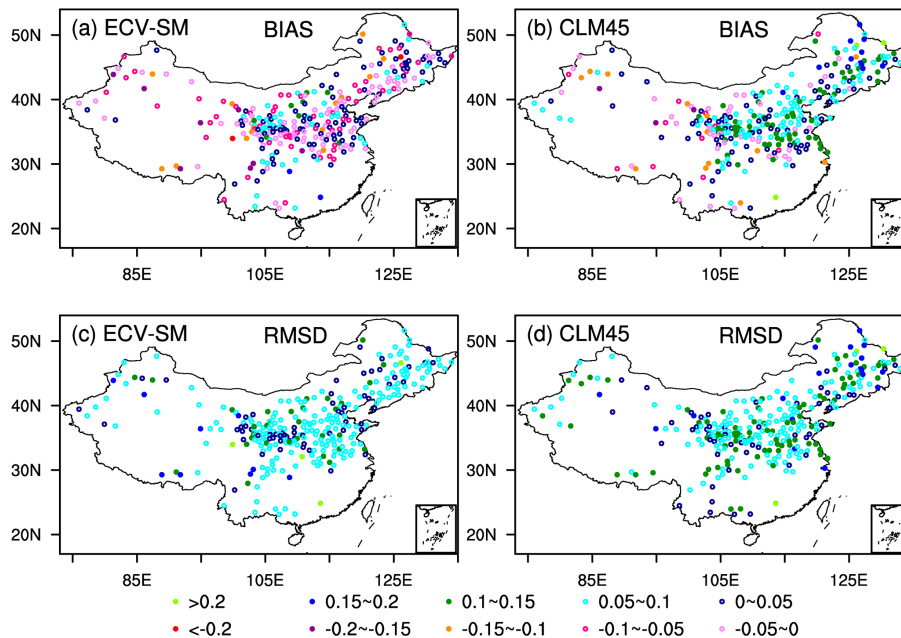 (a) ECV-SM BIAS
50N
40N
30N
20N
85E 105E 125E
(b) CLM45 BIAS
50N
40N
30N
20N
85E 105E 125E
(c) ECV-SM RMSD
50N
40N
30N
20N
85E 105E 125E
(d) CLM45 RMSD
50N
40N
30N
20N
85E 105E 125E
>0.2 0.15~0.2 0.1~0.15 0.05~0.1 0~0.05
<-0.2 -0.2~-0.15 -0.15~-0.1 -0.1~-0.05 -0.05~0